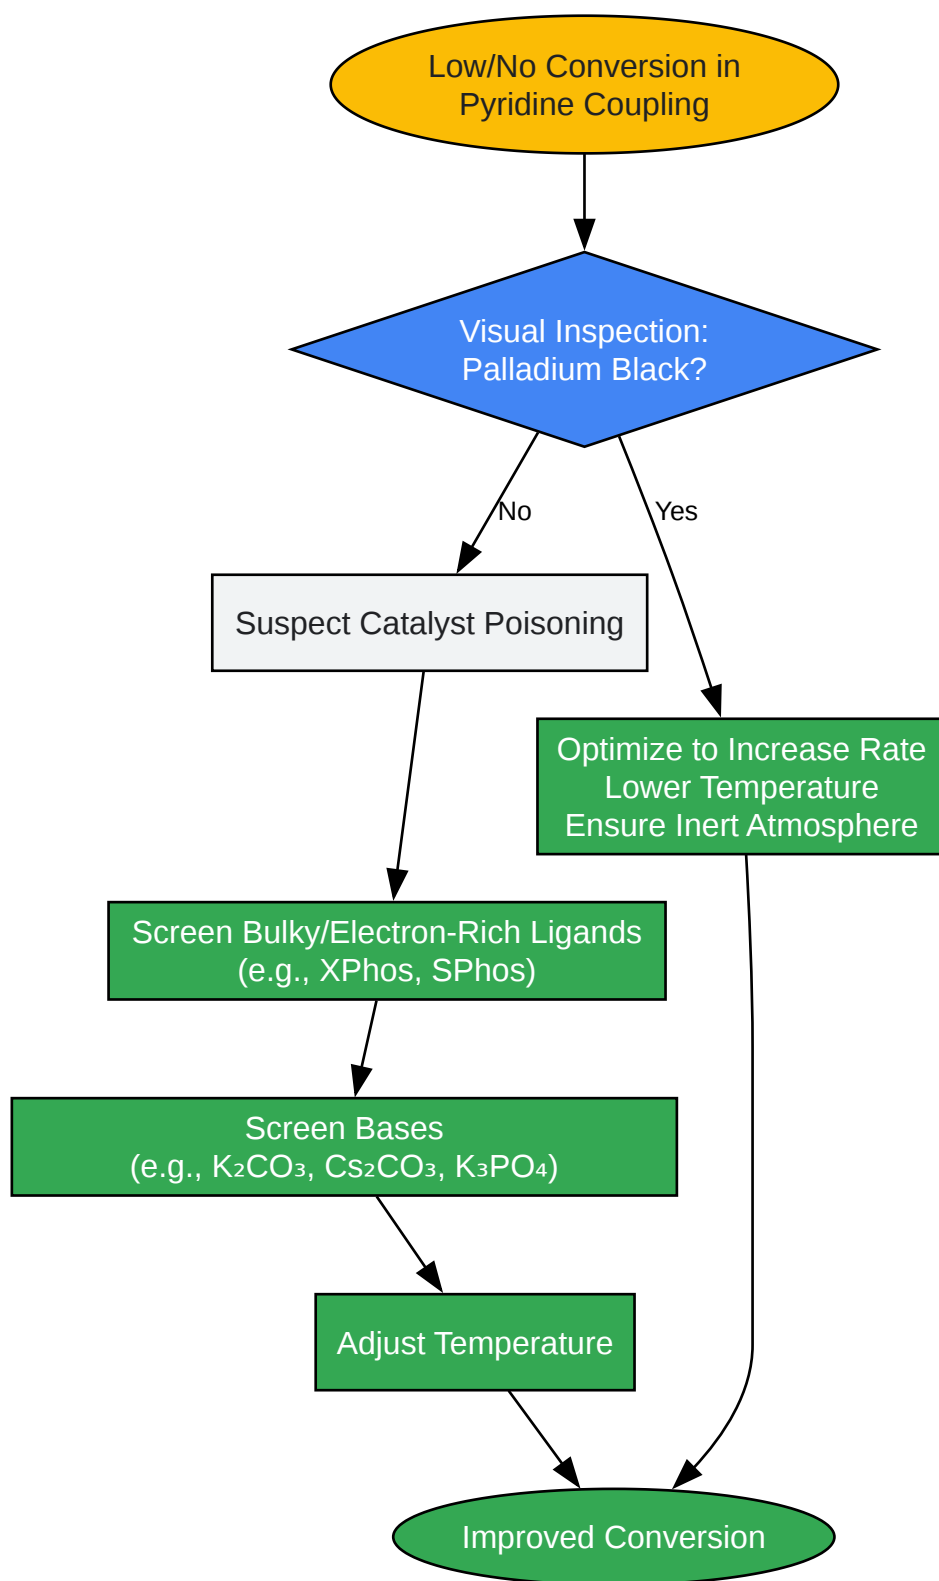 Low/No Conversion in
Pyridine Coupling
Visual Inspection:
Palladium Black?
No
Yes
Suspect Catalyst Poisoning
Optimize to Increase Rate
Lower Temperature
Ensure Inert Atmosphere
Screen Bulky/Electron-Rich Ligands
(e.g., XPhos, SPhos)
Screen Bases
(e.g., K₂CO₃, Cs₂CO₃, K₃PO₄)
Adjust Temperature
Improved Conversion